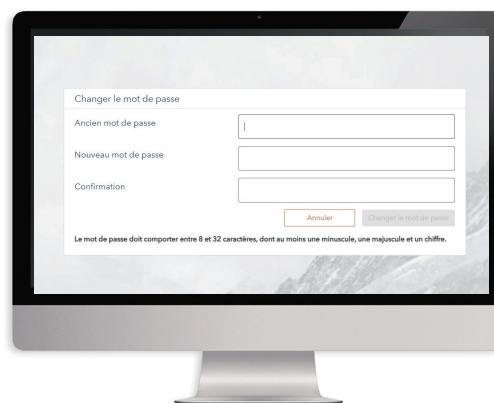 Changer le mot de passe
Ancien mot de passe
Nouveau mot de passe
Confirmation
Annuler
Changer le mot de passe
Le mot de passe doit comporter entre 8 et 32 caractères, dont au moins une minuscule, une majuscule et un chiffre.